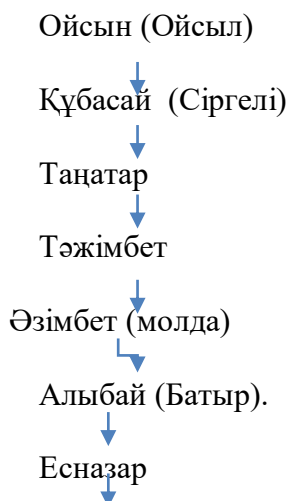 Ойсын (Ойсыл)
Құбасай (Сіргелі)
Таңатар
Тәжімбет
Әзімбет (молда)
Алыбай (Батыр).
Есназар